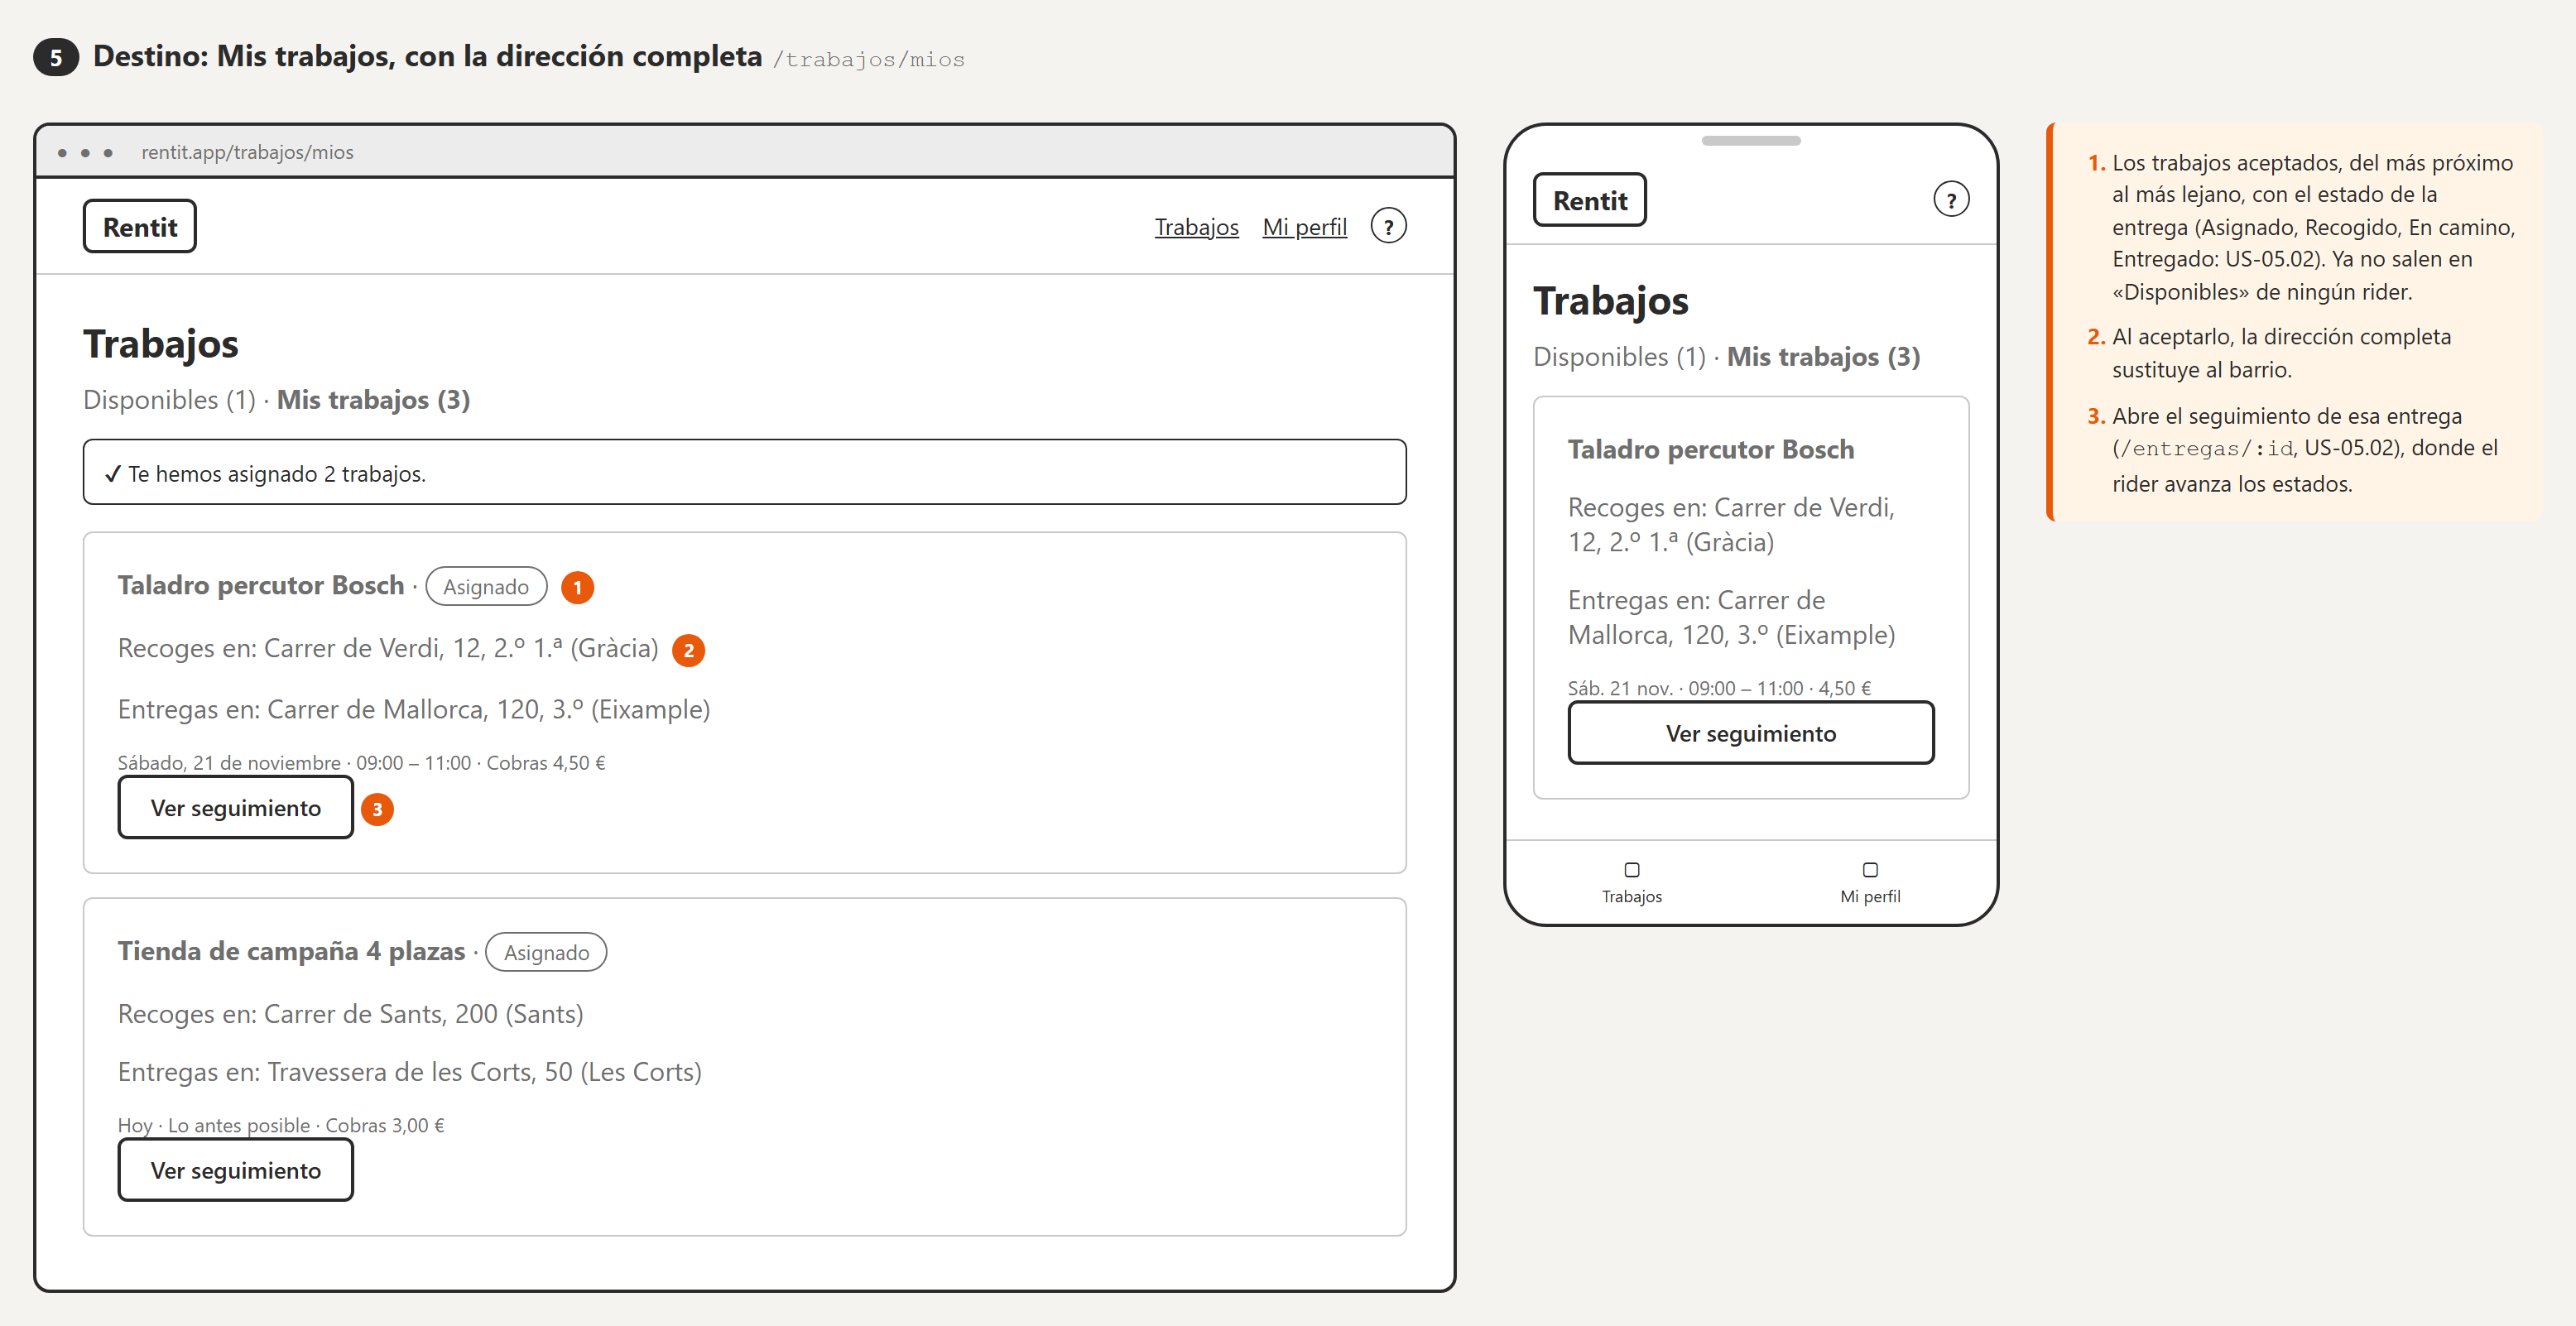 5 Destino: Mis trabajos, con la dirección completa /trabajos/mios
rentit.app/trabajos/mios
Rentit
Trabajos Mi perfil ?
Trabajos
Disponibles (1) · Mis trabajos (3)
✓ Te hemos asignado 2 trabajos.
Taladro percutor Bosch · Asignado 1
Recoges en: Carrer de Verdi, 12, 2.º 1.ª (Gràcia) 2
Entregas en: Carrer de Mallorca, 120, 3.º (Eixample)
Sábado, 21 de noviembre · 09:00 – 11:00 · Cobras 4,50 €
Ver seguimiento 3
Tienda de campaña 4 plazas · Asignado
Recoges en: Carrer de Sants, 200 (Sants)
Entregas en: Travessera de les Corts, 50 (Les Corts)
Hoy · Lo antes posible · Cobras 3,00 €
Ver seguimiento
Rentit ?
Trabajos
Disponibles (1) · Mis trabajos (3)
Taladro percutor Bosch
Recoges en: Carrer de Verdi,
12, 2.º 1.ª (Gràcia)
Entregas en: Carrer de
Mallorca, 120, 3.º (Eixample)
Sáb. 21 nov. · 09:00 – 11:00 · 4,50 €
Ver seguimiento
Trabajos Mi perfil
1. Los trabajos aceptados, del más próximo
al más lejano, con el estado de la
entrega (Asignado, Recogido, En camino,
Entregado: US-05.02). Ya no salen en
«Disponibles» de ningún rider.
2. Al aceptarlo, la dirección completa
sustituye al barrio.
3. Abre el seguimiento de esa entrega
(/entregas/:id, US-05.02), donde el
rider avanza los estados.